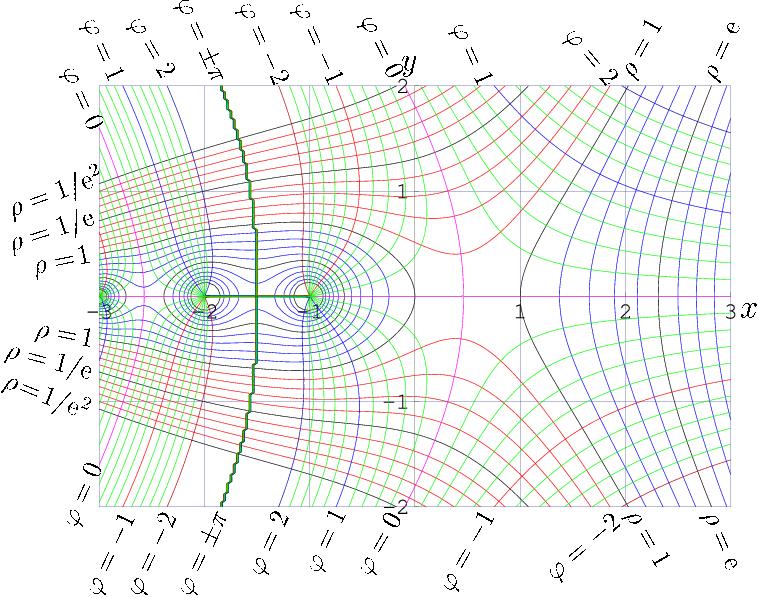 φ = 0
φ = 1
φ = 2
φ = ±π
φ = −2
φ = −1
φ = 0
y
φ = 1
φ = 2
ρ = 1
ρ = e
2
ρ = 1/e²
1
ρ = 1/e
ρ = 1
−3 −2 −1 1 2 3 x
ρ = 1
ρ = 1/e
ρ = 1/e²
−1
−2
φ = 0
φ = −1
φ = −2
φ = ±π
φ = 2
φ = 1
φ = 0
φ = −1
φ = −2
ρ = 1
ρ = e